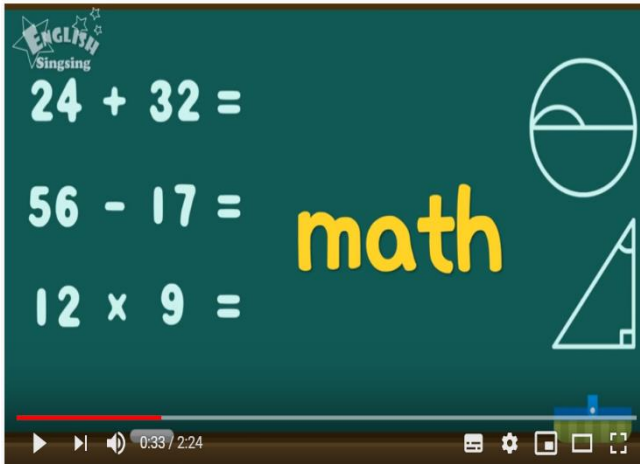 ENGLISH
Singsing
24 + 32 =
56 - 17 =
math
12 × 9 =
0:33 / 2:24